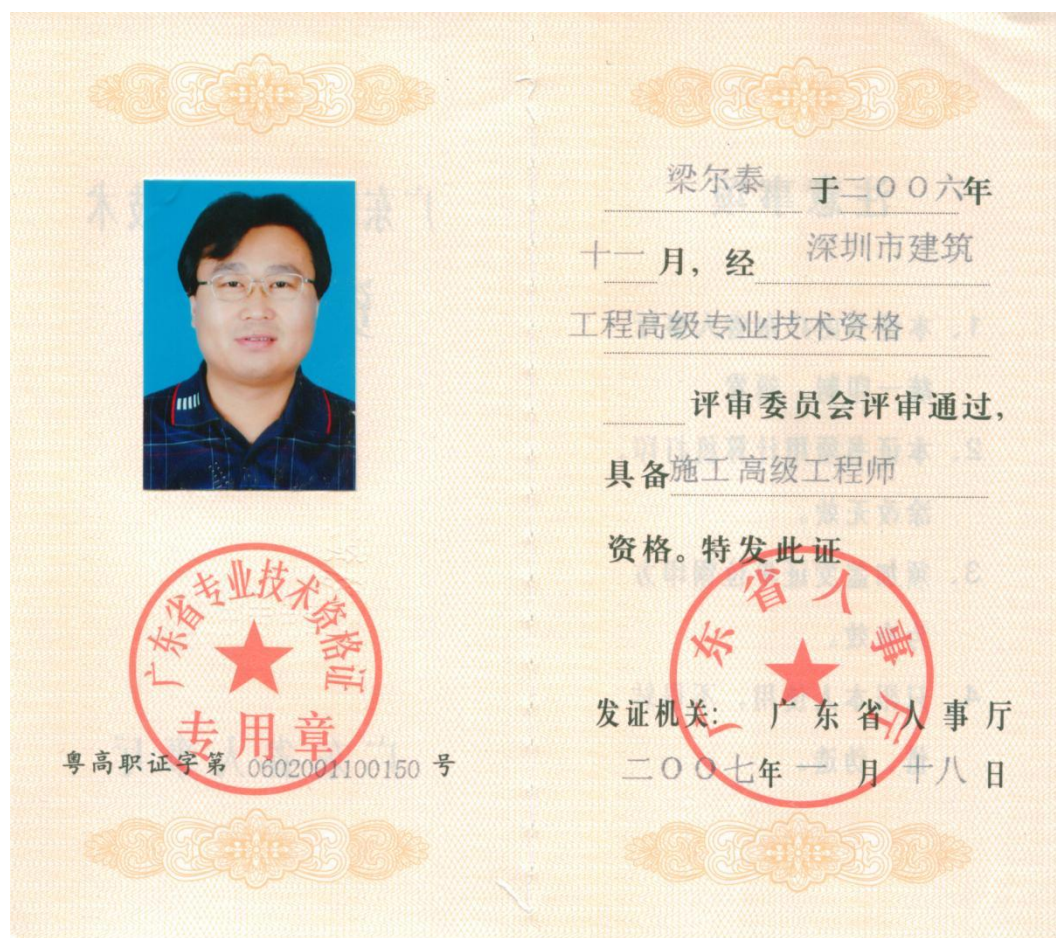 广东省专业技术资格证
专用章
粤高职证字第 0602001100150 号
梁尔泰 于二〇〇六年
十一月，经 深圳市建筑
工程高级专业技术资格
评审委员会评审通过，
具备施工高级工程师
资格。特发此证
广东省人事厅
发证机关： 广东省人事厅
二〇〇七年一月十八日